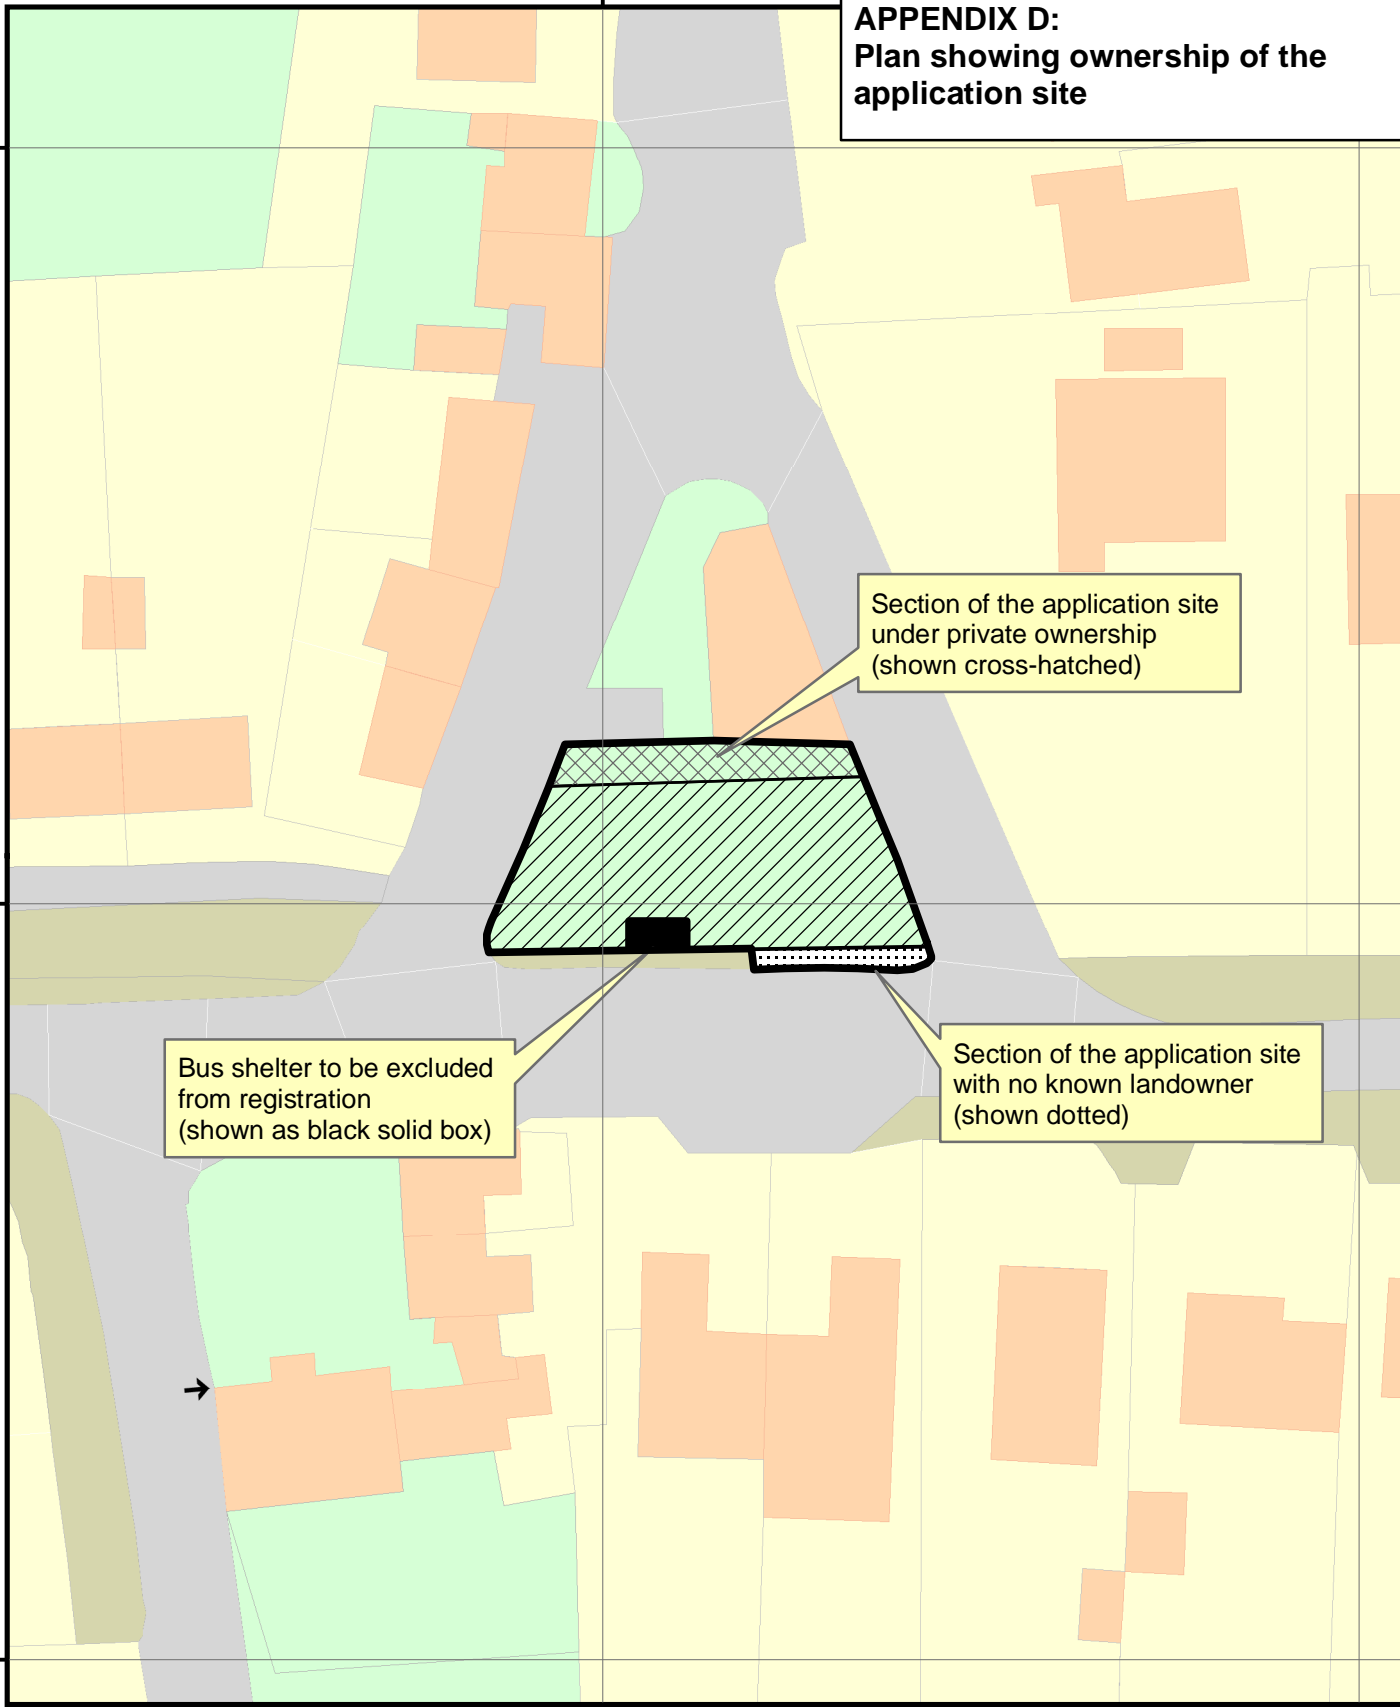 APPENDIX D:
Plan showing ownership of the
application site
Section of the application site
under private ownership
(shown cross-hatched)
Bus shelter to be excluded
from registration
(shown as black solid box)
Section of the application site
with no known landowner
(shown dotted)